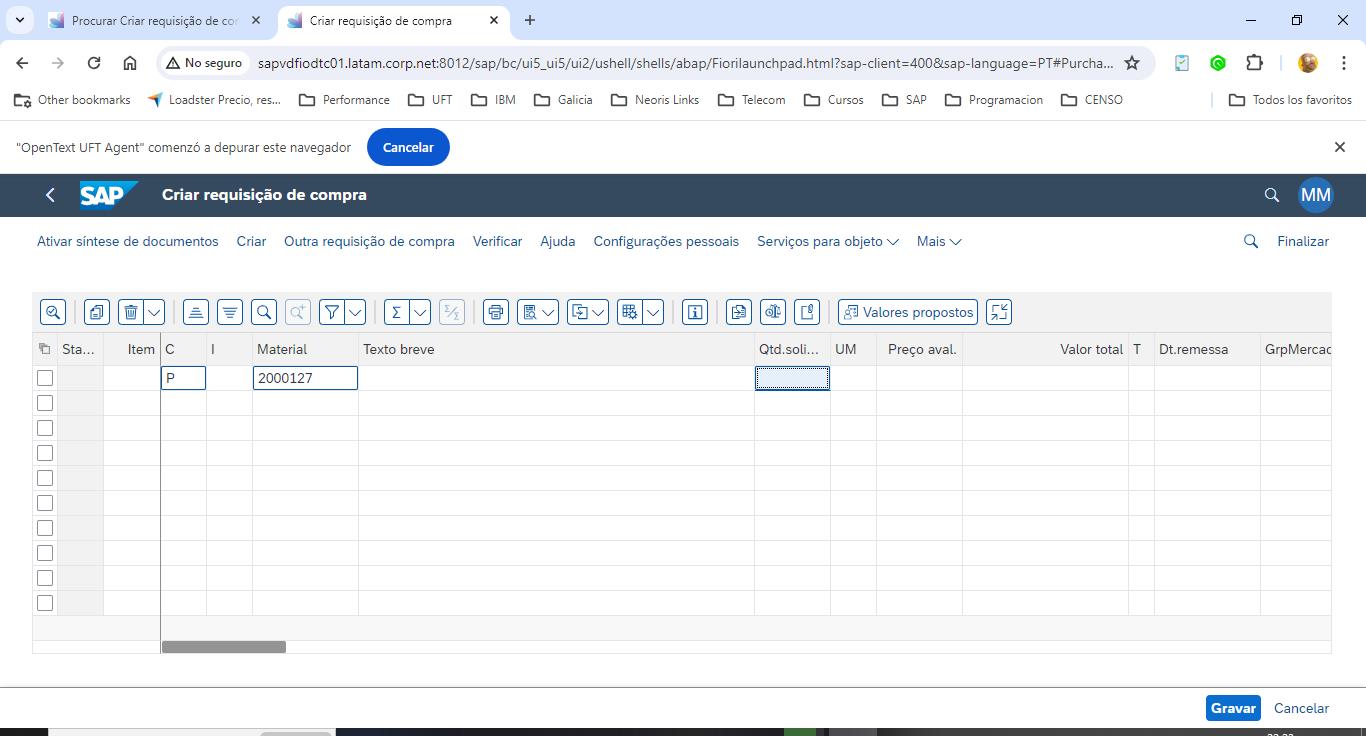 Procurar Criar requisição de cor
Criar requisição de compra
No seguro
sapvdfiodtc01.latam.corp.net:8012/sap/bc/ui5_ui5/ui2/ushell/shells/abap/Fiorilaunchpad.html?sap-client=400&sap-language=PT#Purcha...
Other bookmarks
Loadster Precio, res...
Performance
UFT
IBM
Galicia
Neoris Links
Telecom
Cursos
SAP
Programacion
CENSO
Todos los favoritos
"OpenText UFT Agent" comenzó a depurar este navegador
Cancelar
SAP
Criar requisição de compra
MM
Ativar síntese de documentos
Criar
Outra requisição de compra
Verificar
Ajuda
Configurações pessoais
Serviços para objeto
Mais
Finalizar
Valores propostos
Sta...
Item
C
I
Material
Texto breve
Qtd.soli...
UM
Preço aval.
Valor total
T
Dt.remessa
GrpMercad
P
2000127
Gravar
Cancelar